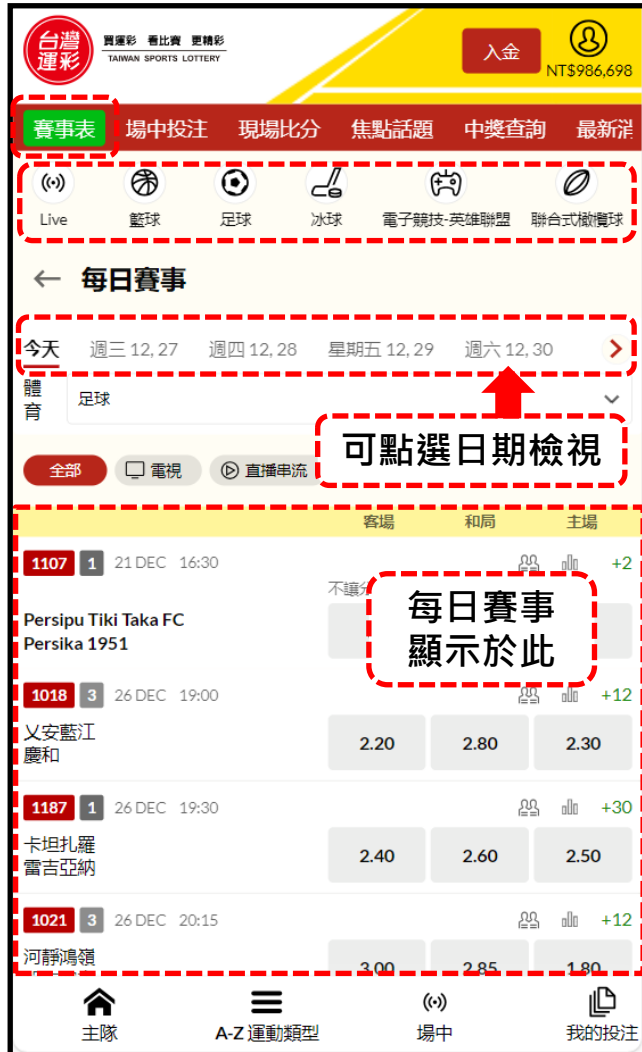 台灣
運彩
買運彩 看比賽 更精彩
TAIWAN SPORTS LOTTERY
入金
NT$986,698
賽事表 場中投注 現場比分 焦點話題 中獎查詢 最新消
Live 籃球 足球 冰球 電子競技-英雄聯盟 聯合式橄欖球
每日賽事
今天 週三 12, 27 週四 12, 28 星期五 12, 29 週六 12, 30
體育 足球
可點選日期檢視
全部 電視 直播串流
客場 和局 主場
1107 1 21 DEC 16:30 +2
不讓分
每日賽事
顯示於此
Persipu Tiki Taka FC
Persika 1951
1018 3 26 DEC 19:00 +12
乂安藍江
慶和
2.20 2.80 2.30
1187 1 26 DEC 19:30 +30
卡坦扎羅
雷吉亞納
2.40 2.60 2.50
1021 3 26 DEC 20:15 +12
河靜鴻嶺
3.00 2.85 1.80
主隊 A-Z 運動類型 場中 我的投注